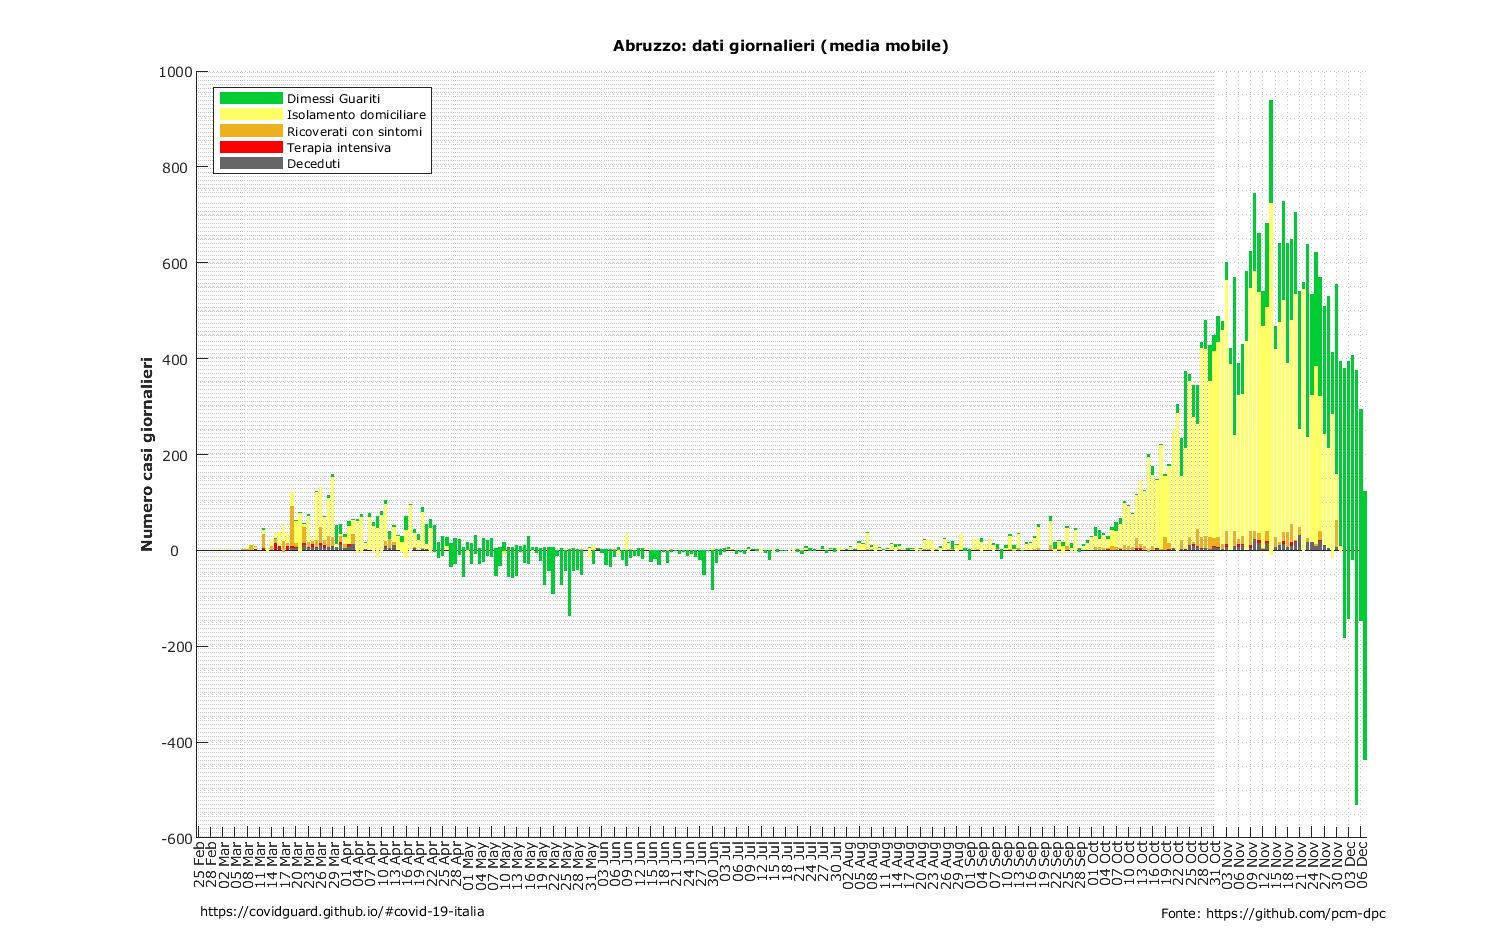 Abruzzo: dati giornalieri (media mobile)
Dimessi Guariti
Isolamento domiciliare
Ricoverati con sintomi
Terapia intensiva
Deceduti
Numero casi giornalieri
1000
800
600
400
200
0
-200
-400
-600
25 Feb
28 Feb
02 Mar
05 Mar
08 Mar
11 Mar
14 Mar
17 Mar
20 Mar
23 Mar
26 Mar
29 Mar
01 Apr
04 Apr
07 Apr
10 Apr
13 Apr
16 Apr
19 Apr
22 Apr
25 Apr
28 Apr
01 May
04 May
07 May
10 May
13 May
16 May
19 May
22 May
25 May
28 May
31 May
03 Jun
06 Jun
09 Jun
12 Jun
15 Jun
18 Jun
21 Jun
24 Jun
27 Jun
30 Jun
03 Jul
06 Jul
09 Jul
12 Jul
15 Jul
18 Jul
21 Jul
24 Jul
27 Jul
30 Jul
02 Aug
05 Aug
08 Aug
11 Aug
14 Aug
17 Aug
20 Aug
23 Aug
26 Aug
29 Aug
01 Sep
04 Sep
07 Sep
10 Sep
13 Sep
16 Sep
19 Sep
22 Sep
25 Sep
28 Sep
01 Oct
04 Oct
07 Oct
10 Oct
13 Oct
16 Oct
19 Oct
22 Oct
25 Oct
28 Oct
31 Oct
03 Nov
06 Nov
09 Nov
12 Nov
15 Nov
18 Nov
21 Nov
24 Nov
27 Nov
30 Nov
03 Dec
06 Dec
https://covidguard.github.io/#covid-19-italia
Fonte: https://github.com/pcm-dpc